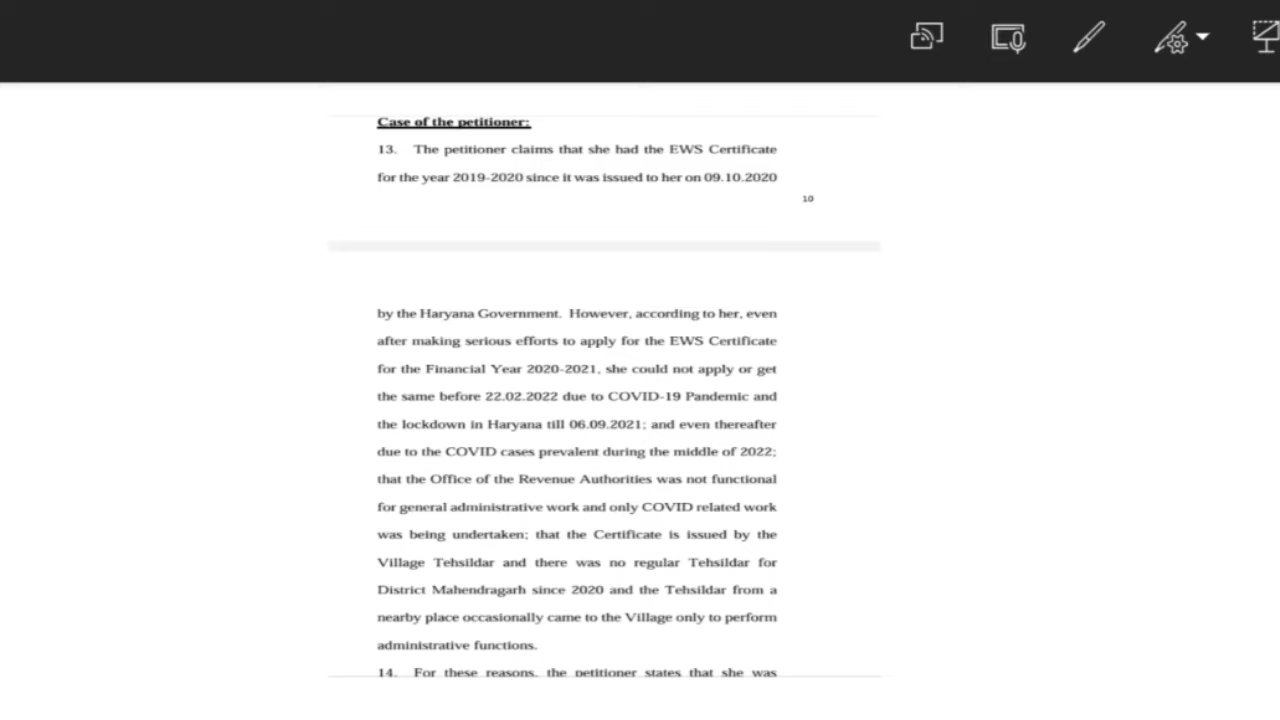 Case of the petitioner:
13. The petitioner claims that she had the EWS Certificate
for the year 2019-2020 since it was issued to her on 09.10.2020
10
by the Haryana Government. However, according to her, even
after making serious efforts to apply for the EWS Certificate
for the Financial Year 2020-2021, she could not apply or get
the same before 22.02.2022 due to COVID-19 Pandemic and
the lockdown in Haryana till 06.09.2021; and even thereafter
due to the COVID cases prevalent during the middle of 2022;
that the Office of the Revenue Authorities was not functional
for general administrative work and only COVID related work
was being undertaken; that the Certificate is issued by the
Village Tehsildar and there was no regular Tehsildar for
District Mahendragarh since 2020 and the Tehsildar from a
nearby place occasionally came to the Village only to perform
administrative functions.
14. For these reasons, the petitioner states that she was